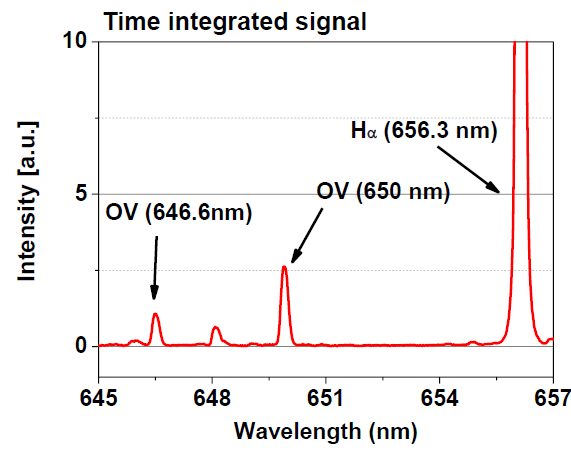 Time integrated signal
10
Hα (656.3 nm)
OV (650 nm)
5
OV (646.6nm)
0
Intensity [a.u.]
645 648 651 654 657
Wavelength (nm)